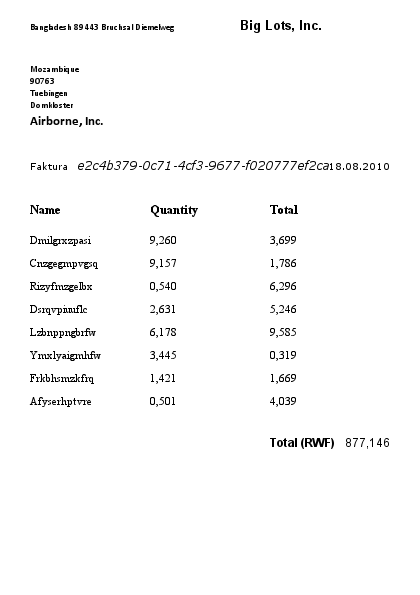 Bangladesh 89443 Bruchsal Diemelweg Big Lots, Inc.
Mozambique
90763
Tuebingen
Domkloster
Airborne, Inc.
Faktura e2c4b379-0c71-4cf3-9677-f020777ef2ca18.08.2010
Name Quantity Total
Dmilgrxzpasi 9,260 3,699
Cnzgegmpvgsq 9,157 1,786
Rizyfmzgelbx 0,540 6,296
Dsrqvpiuuflc 2,631 5,246
Lzbnppngbrfw 6,178 9,585
Ymxlyaigmhfw 3,445 0,319
Frkbhsmzkfrq 1,421 1,669
Afyserhptvre 0,501 4,039
Total (RWF) 877,146